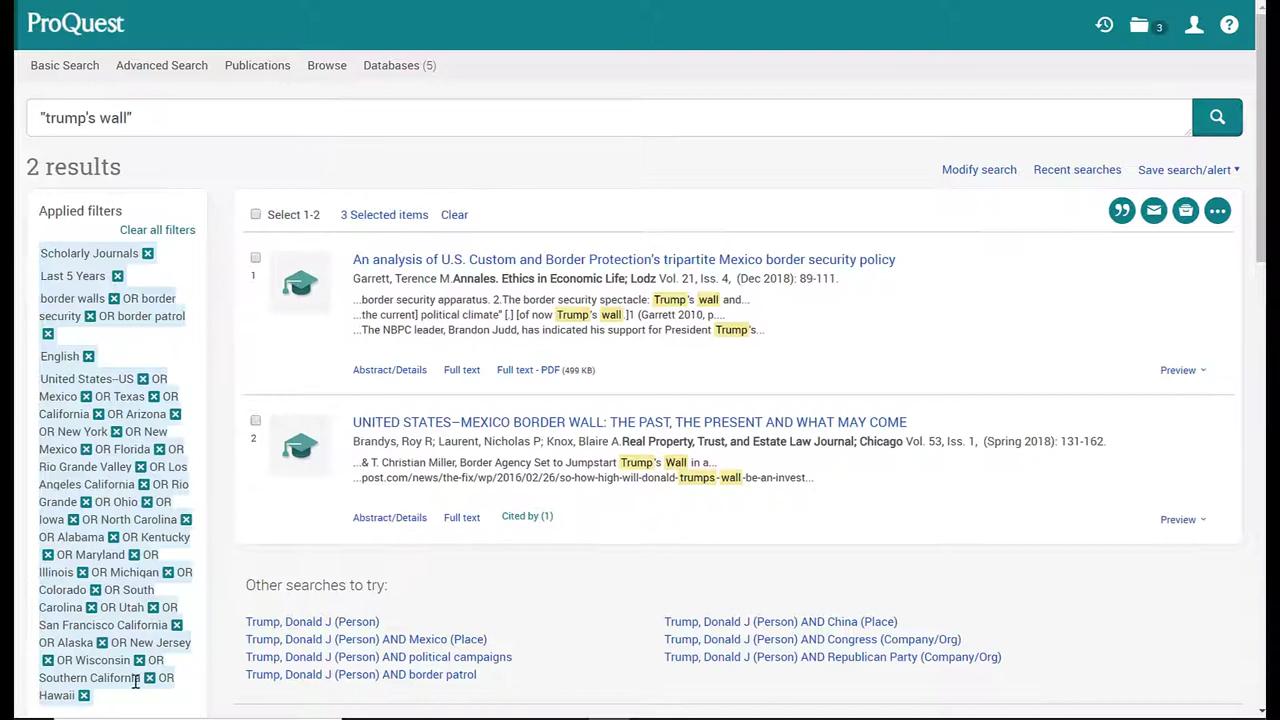 ProQuest
3
Basic Search Advanced Search Publications Browse Databases (5)
"trump's wall"
2 results
Modify search Recent searches Save search/alert
Applied filters
Clear all filters
Scholarly Journals
Last 5 Years
border walls OR border
security OR border patrol
English
United States--US OR
Mexico OR Texas OR
California OR Arizona
OR New York OR New
Mexico OR Florida OR
Rio Grande Valley OR Los
Angeles California OR Rio
Grande OR Ohio OR
Iowa OR North Carolina
OR Alabama OR Kentucky
OR Maryland OR
Illinois OR Michigan OR
Colorado OR South
Carolina OR Utah OR
San Francisco California
OR Alaska OR New Jersey
OR Wisconsin OR
Southern California OR
Hawaii
Select 1-2 3 Selected items Clear
1
An analysis of U.S. Custom and Border Protection's tripartite Mexico border security policy
Garrett, Terence M.Annales. Ethics in Economic Life; Lodz Vol. 21, Iss. 4, (Dec 2018): 89-111.
...border security apparatus. 2.The border security spectacle: Trump's wall and...
...the current] political climate" [.] [of now Trump's wall.]1 (Garrett 2010, p....
...The NBPC leader, Brandon Judd, has indicated his support for President Trump's...
Abstract/Details Full text Full text - PDF (499 KB) Preview
2
UNITED STATES–MEXICO BORDER WALL: THE PAST, THE PRESENT AND WHAT MAY COME
Brandys, Roy R; Laurent, Nicholas P; Knox, Blaire A.Real Property, Trust, and Estate Law Journal; Chicago Vol. 53, Iss. 1, (Spring 2018): 131-162.
...& T. Christian Miller, Border Agency Set to Jumpstart Trump's Wall in a...
...post.com/news/the-fix/wp/2016/02/26/so-how-high-will-donald-trumps-wall-be-an-invest...
Abstract/Details Full text Cited by (1) Preview
Other searches to try:
Trump, Donald J (Person)
Trump, Donald J (Person) AND Mexico (Place)
Trump, Donald J (Person) AND political campaigns
Trump, Donald J (Person) AND border patrol
Trump, Donald J (Person) AND China (Place)
Trump, Donald J (Person) AND Congress (Company/Org)
Trump, Donald J (Person) AND Republican Party (Company/Org)